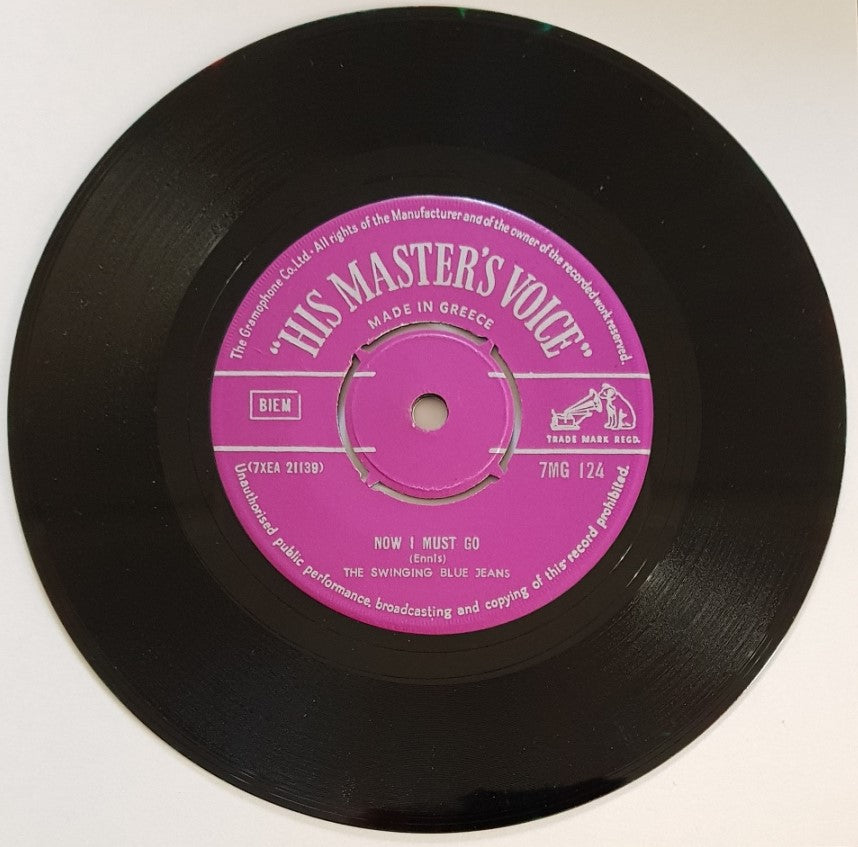 The Gramophone Co. Ltd. · All rights of the Manufacturer and of the owner of the recorded work reserved.
"HIS MASTER'S VOICE"
MADE IN GREECE
BIEM
TRADE MARK REGD.
(7XEA 21139)
7MG 124
NOW I MUST GO
(Ennis)
THE SWINGING BLUE JEANS
Unauthorised public performance, broadcasting and copying of this record prohibited.